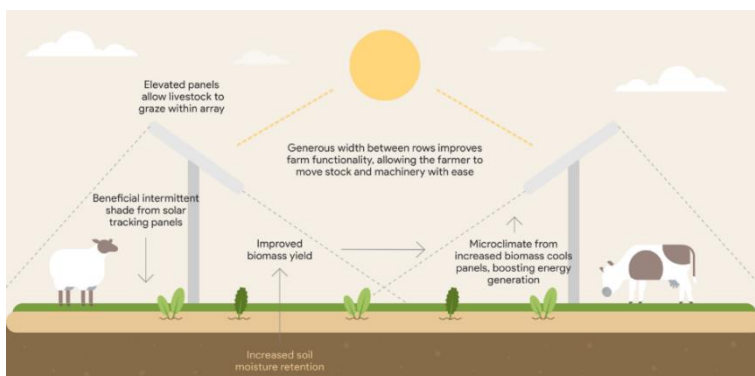 Elevated panels
allow livestock to
graze within array
Generous width between rows improves
farm functionality, allowing the farmer to
move stock and machinery with ease
Beneficial intermittent
shade from solar
tracking panels
Improved
biomass yield
Microclimate from
increased biomass cools
panels, boosting energy
generation
Increased soil
moisture retention